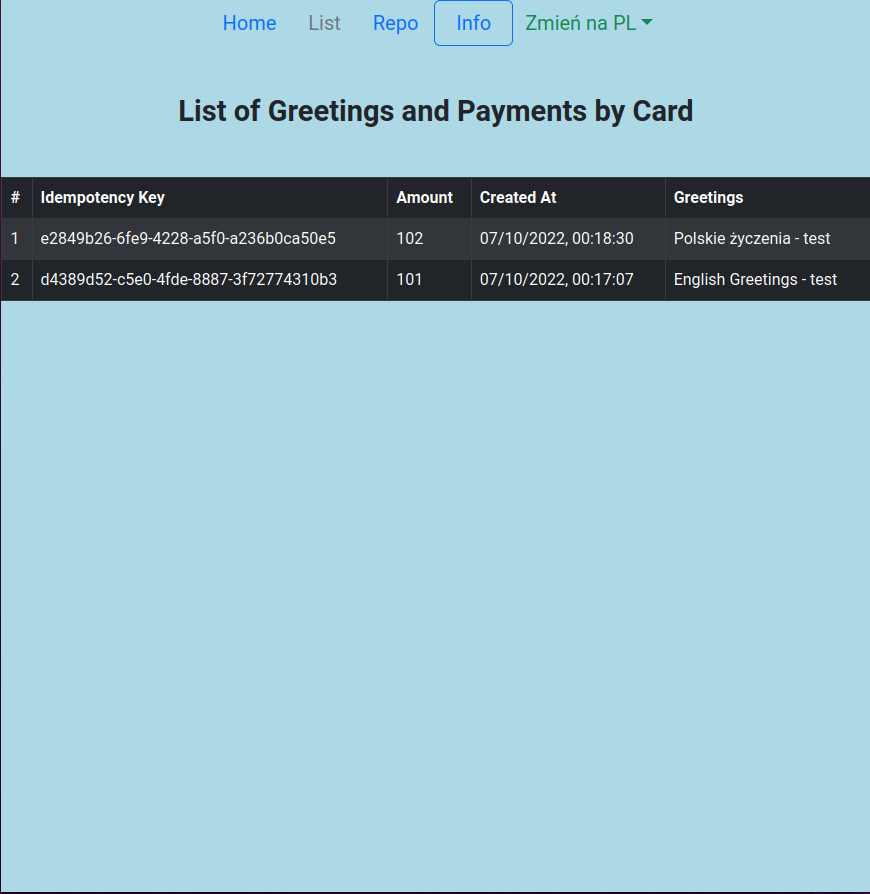 Home List Repo Info Zmień na PL
List of Greetings and Payments by Card
# Idempotency Key Amount Created At Greetings
1 e2849b26-6fe9-4228-a5f0-a236b0ca50e5 102 07/10/2022, 00:18:30 Polskie życzenia - test
2 d4389d52-c5e0-4fde-8887-3f72774310b3 101 07/10/2022, 00:17:07 English Greetings - test